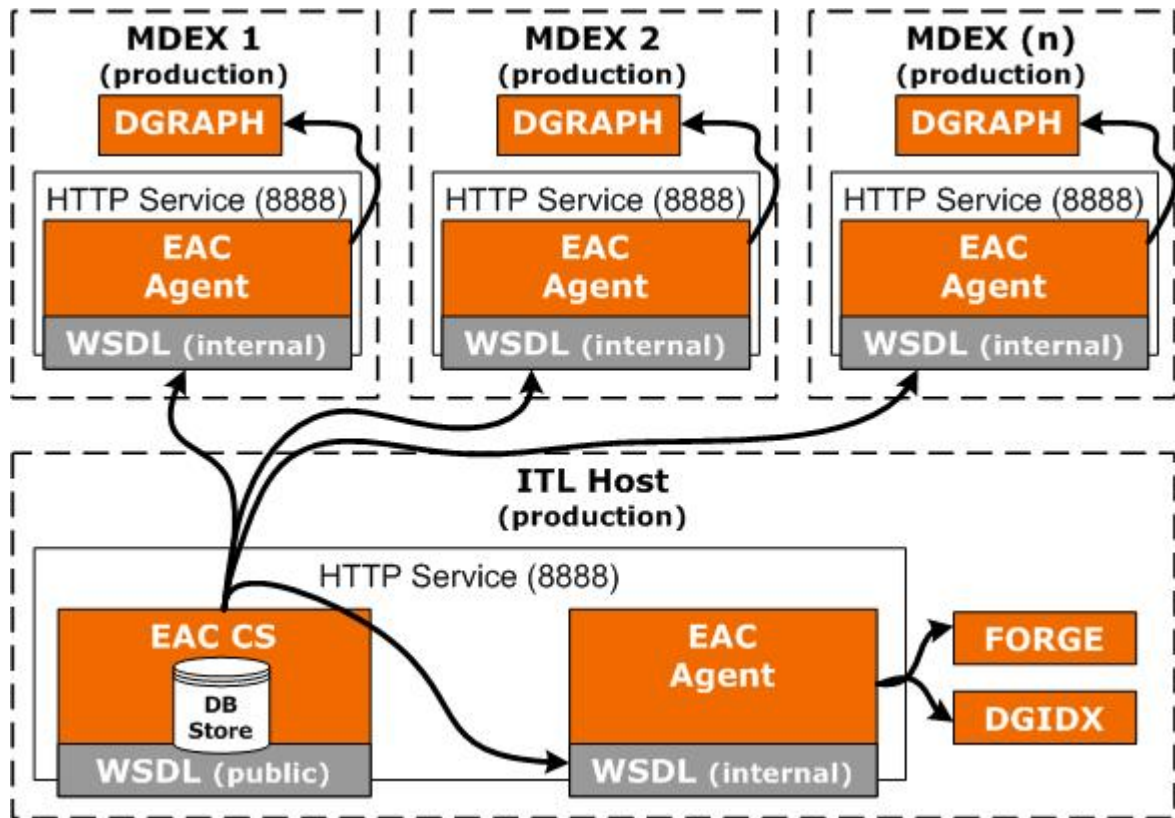 MDEX 1
(production)
DGRAPH
HTTP Service (8888)
EAC
Agent
WSDL (internal)
MDEX 2
(production)
DGRAPH
HTTP Service (8888)
EAC
Agent
WSDL (internal)
MDEX (n)
(production)
DGRAPH
HTTP Service (8888)
EAC
Agent
WSDL (internal)
ITL Host
(production)
HTTP Service (8888)
EAC CS
DB
Store
WSDL (public)
EAC
Agent
WSDL (internal)
FORGE
DGIDX